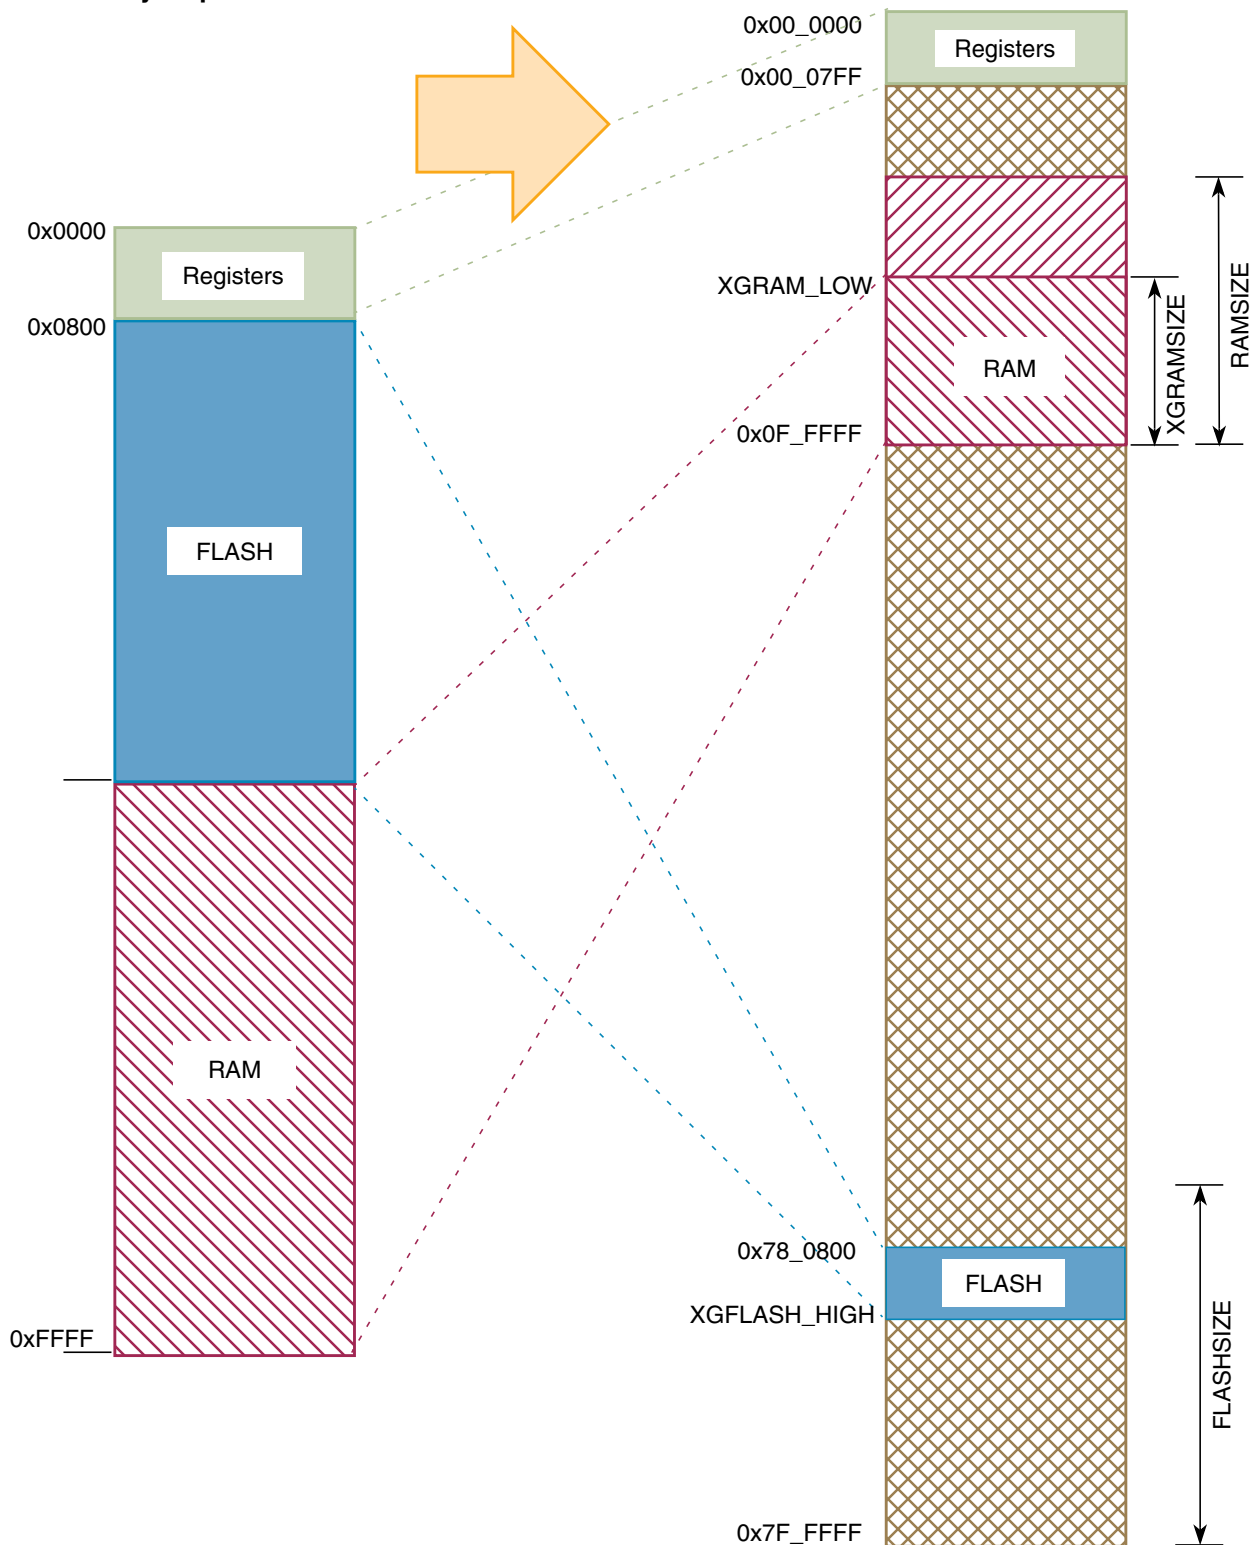 0x00_0000
Registers
0x00_07FF
0x0000
Registers
0x0800
XGRAM_LOW
RAM
XGRAMSIZE
RAMSIZE
0x0F_FFFF
FLASH
RAM
0x78_0800
FLASH
XGFLASH_HIGH
0xFFFF
FLASHSIZE
0x7F_FFFF